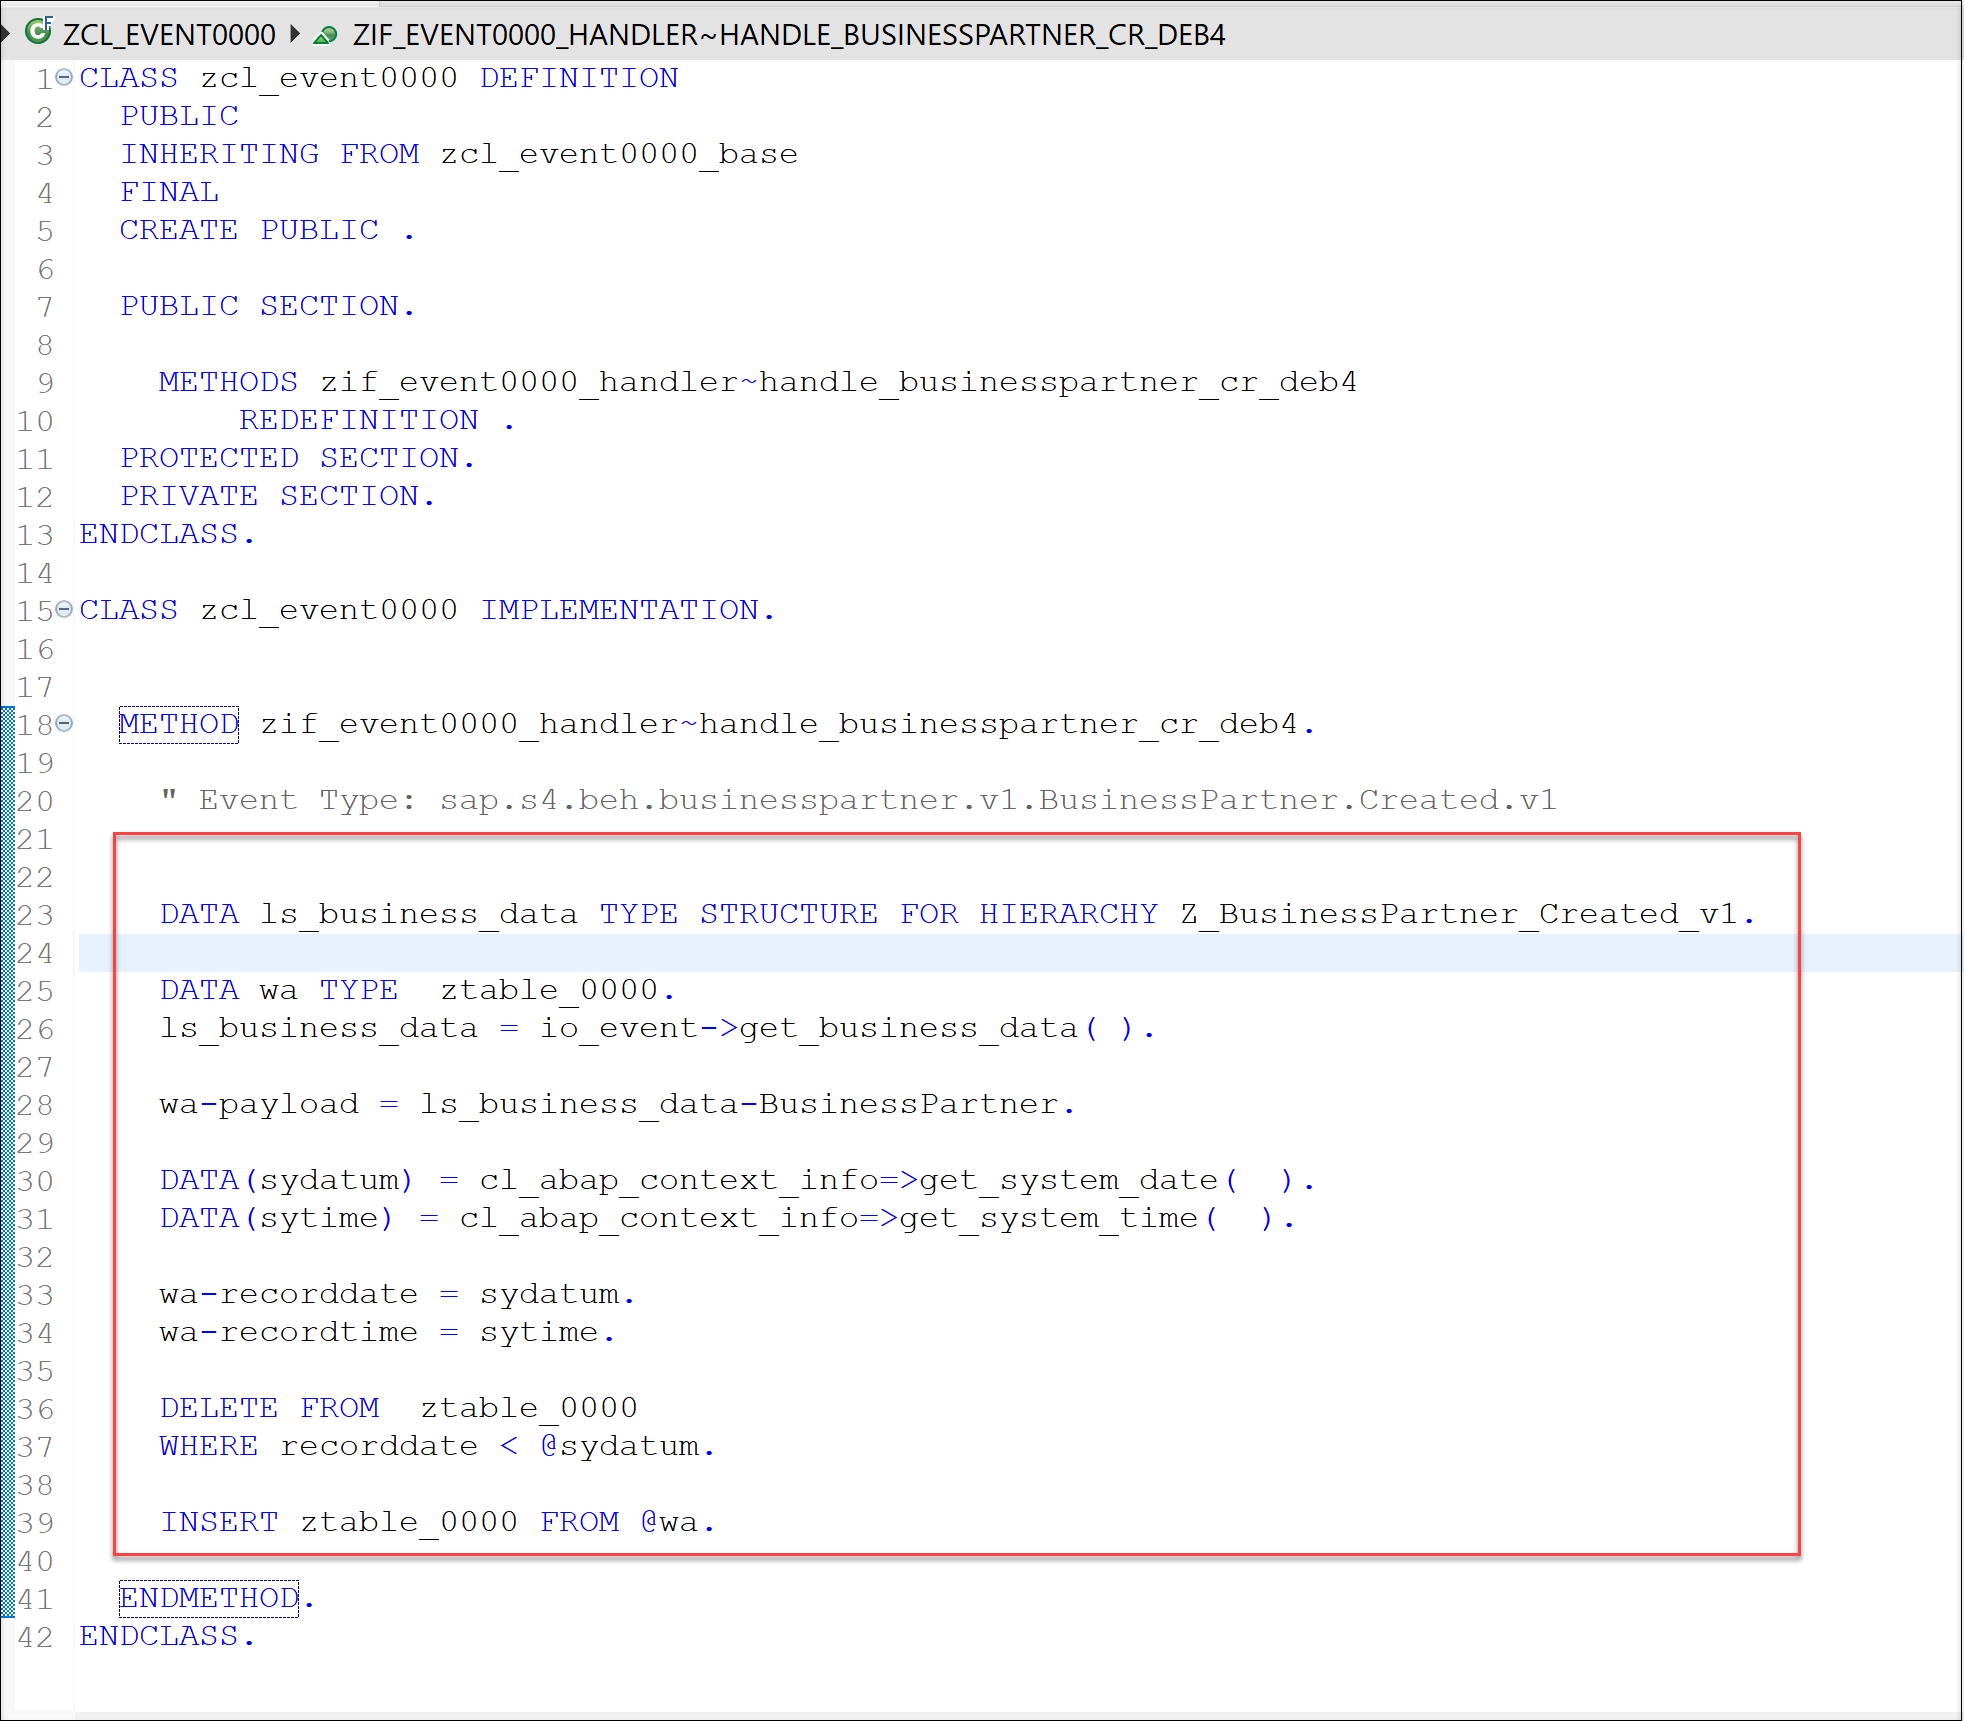 ZCL_EVENT0000 ZIF_EVENT0000_HANDLER~HANDLE_BUSINESSPARTNER_CR_DEB4
1 CLASS zcl_event0000 DEFINITION
2 PUBLIC
3 INHERITING FROM zcl_event0000_base
4 FINAL
5 CREATE PUBLIC .
6
7 PUBLIC SECTION.
8
9 METHODS zif_event0000_handler~handle_businesspartner_cr_deb4
10 REDEFINITION .
11 PROTECTED SECTION.
12 PRIVATE SECTION.
13 ENDCLASS.
14
15 CLASS zcl_event0000 IMPLEMENTATION.
16
17
18 METHOD zif_event0000_handler~handle_businesspartner_cr_deb4.
19
20 " Event Type: sap.s4.beh.businesspartner.v1.BusinessPartner.Created.v1
21
22
23 DATA ls_business_data TYPE STRUCTURE FOR HIERARCHY Z_BusinessPartner_Created_v1.
24
25 DATA wa TYPE  ztable_0000.
26 ls_business_data = io_event->get_business_data( ).
27
28 wa-payload = ls_business_data-BusinessPartner.
29
30 DATA(sydatum) = cl_abap_context_info=>get_system_date(  ).
31 DATA(sytime) = cl_abap_context_info=>get_system_time(  ).
32
33 wa-recorddate = sydatum.
34 wa-recordtime = sytime.
35
36 DELETE FROM  ztable_0000
37 WHERE recorddate < @sydatum.
38
39 INSERT ztable_0000 FROM @wa.
40
41 ENDMETHOD.
42 ENDCLASS.